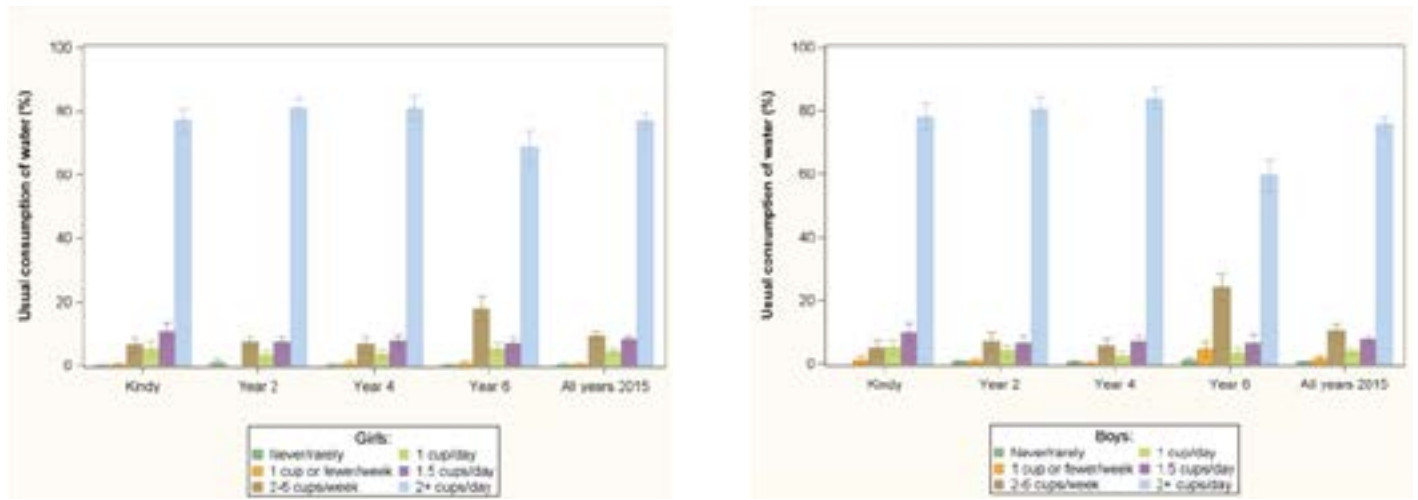 100
80
60
40
20
0
Usual consumption of water (%)
Kindy Year 2 Year 4 Year 6 All years 2015
Girls:
Never/rarely 1 cup/day
1 cup or fewer/week 1.5 cups/day
2-6 cups/week 2+ cups/day
100
80
60
40
20
0
Usual consumption of water (%)
Kindy Year 2 Year 4 Year 6 All years 2015
Boys:
Never/rarely 1 cup/day
1 cup or fewer/week 1.5 cups/day
2-6 cups/week 2+ cups/day